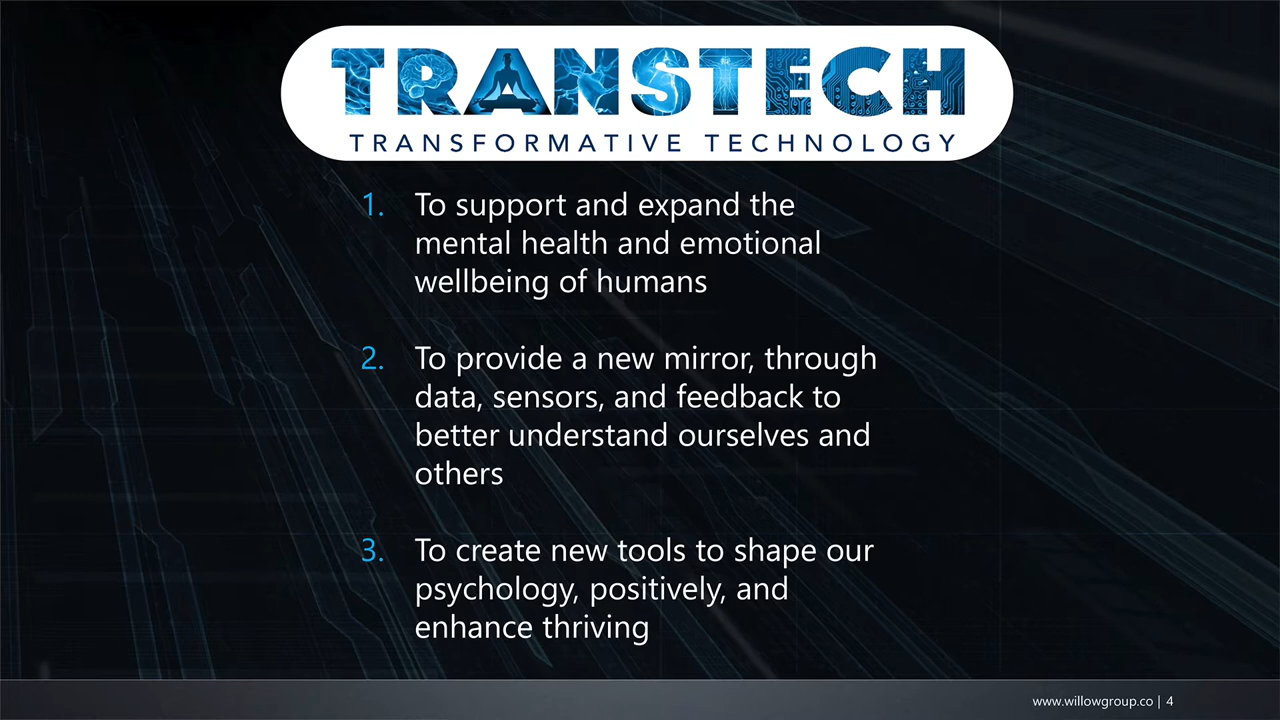 TRANSTECH
TRANSFORMATIVE TECHNOLOGY
1. To support and expand the
mental health and emotional
wellbeing of humans
2. To provide a new mirror, through
data, sensors, and feedback to
better understand ourselves and
others
3. To create new tools to shape our
psychology, positively, and
enhance thriving
www.willowgroup.co | 4